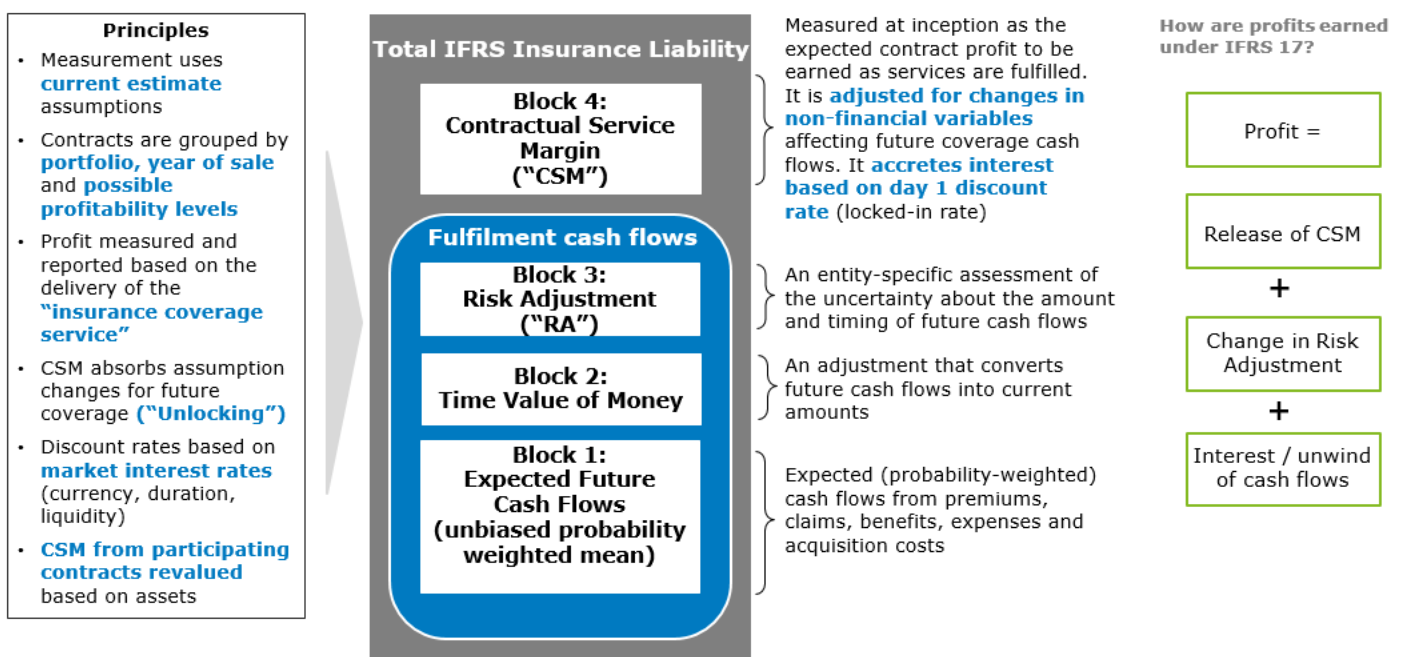 Principles
• Measurement uses
current estimate
assumptions
• Contracts are grouped by
portfolio, year of sale
and possible
profitability levels
• Profit measured and
reported based on the
delivery of the
“insurance coverage
service”
• CSM absorbs assumption
changes for future
coverage (“Unlocking”)
• Discount rates based on
market interest rates
(currency, duration,
liquidity)
• CSM from participating
contracts revalued
based on assets
Total IFRS Insurance Liability
Block 4:
Contractual Service
Margin
(“CSM”)
Fulfilment cash flows
Block 3:
Risk Adjustment
(“RA”)
Block 2:
Time Value of Money
Block 1:
Expected Future
Cash Flows
(unbiased probability
weighted mean)
Measured at inception as the
expected contract profit to be
earned as services are fulfilled.
It is adjusted for changes in
non-financial variables
affecting future coverage cash
flows. It accretes interest
based on day 1 discount
rate (locked-in rate)
An entity-specific assessment of
the uncertainty about the amount
and timing of future cash flows
An adjustment that converts
future cash flows into current
amounts
Expected (probability-weighted)
cash flows from premiums,
claims, benefits, expenses and
acquisition costs
How are profits earned
under IFRS 17?
Profit =
Release of CSM
+
Change in Risk
Adjustment
+
Interest / unwind
of cash flows